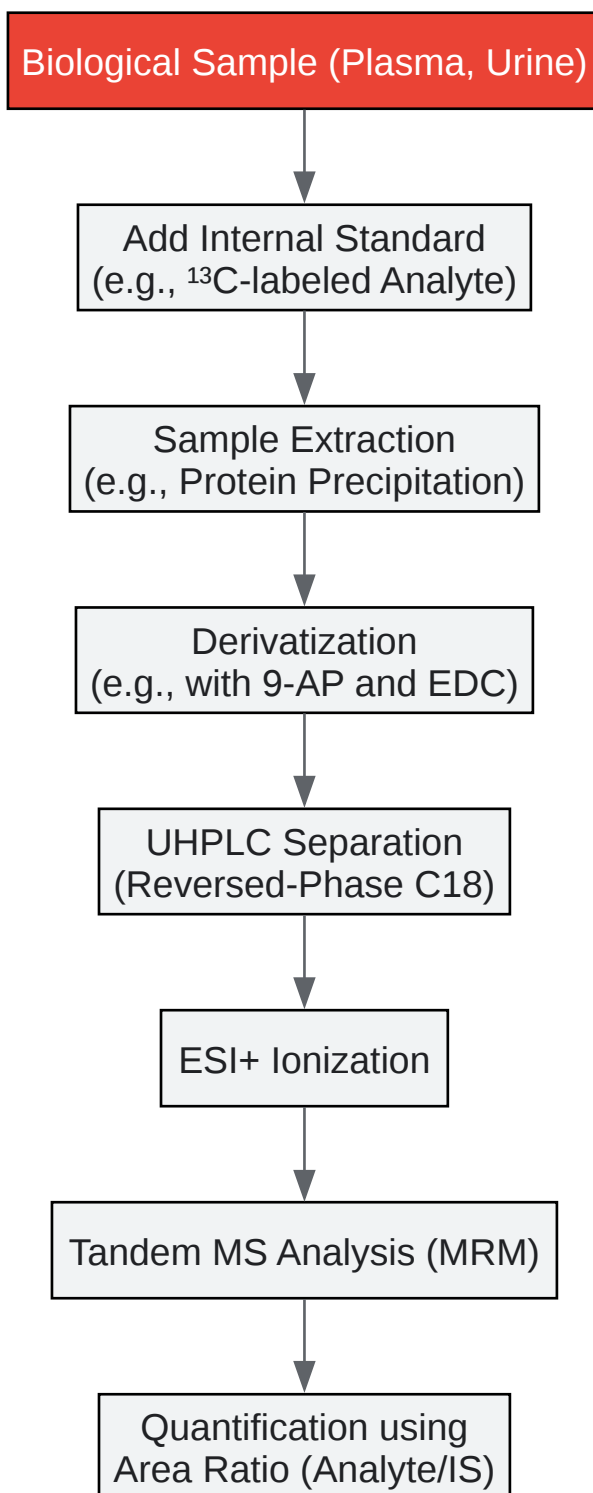 Biological Sample (Plasma, Urine)
Add Internal Standard
(e.g., ¹³C-labeled Analyte)
Sample Extraction
(e.g., Protein Precipitation)
Derivatization
(e.g., with 9-AP and EDC)
UHPLC Separation
(Reversed-Phase C18)
ESI+ Ionization
Tandem MS Analysis (MRM)
Quantification using
Area Ratio (Analyte/IS)